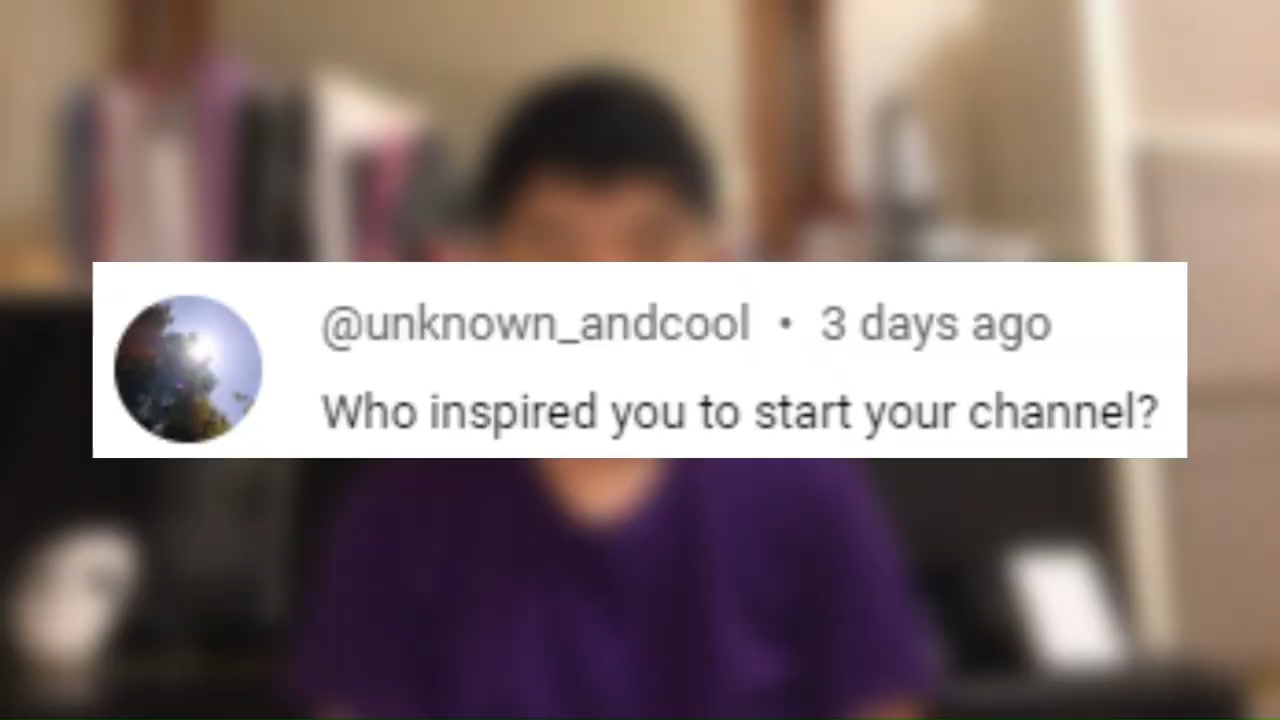 @unknown_andcool • 3 days ago
Who inspired you to start your channel?